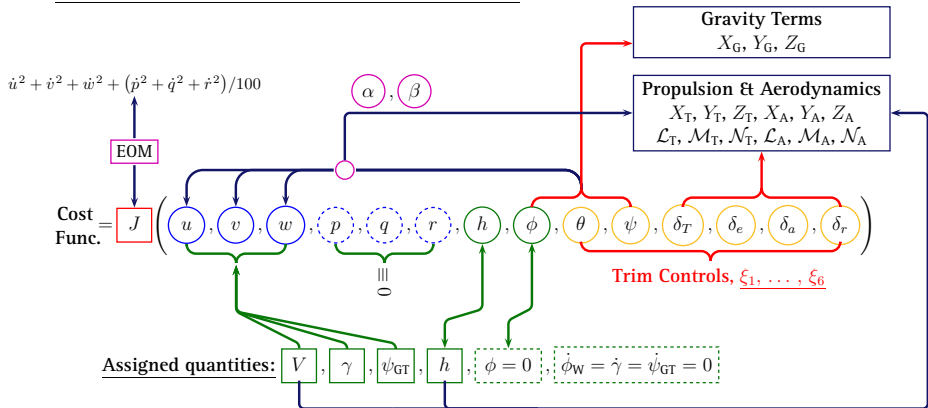 Gravity Terms
X_G, Y_G, Z_G
u̇² + v̇² + ẇ² + (ṗ² + q̇² + ṙ²)/100
α , β
Propulsion & Aerodynamics
X_T, Y_T, Z_T, X_A, Y_A, Z_A
ℒ_T, ℳ_T, 𝒩_T, ℒ_A, ℳ_A, 𝒩_A
EOM
Cost Func. = J ( u , v , w , p , q , r , h , ϕ , θ , ψ , δ_T , δ_e , δ_a , δ_r )
≡ 0
Trim Controls, ξ₁, … , ξ₆
Assigned quantities: V , γ , ψ_GT , h , ϕ = 0 , ϕ̇_W = γ̇ = ψ̇_GT = 0